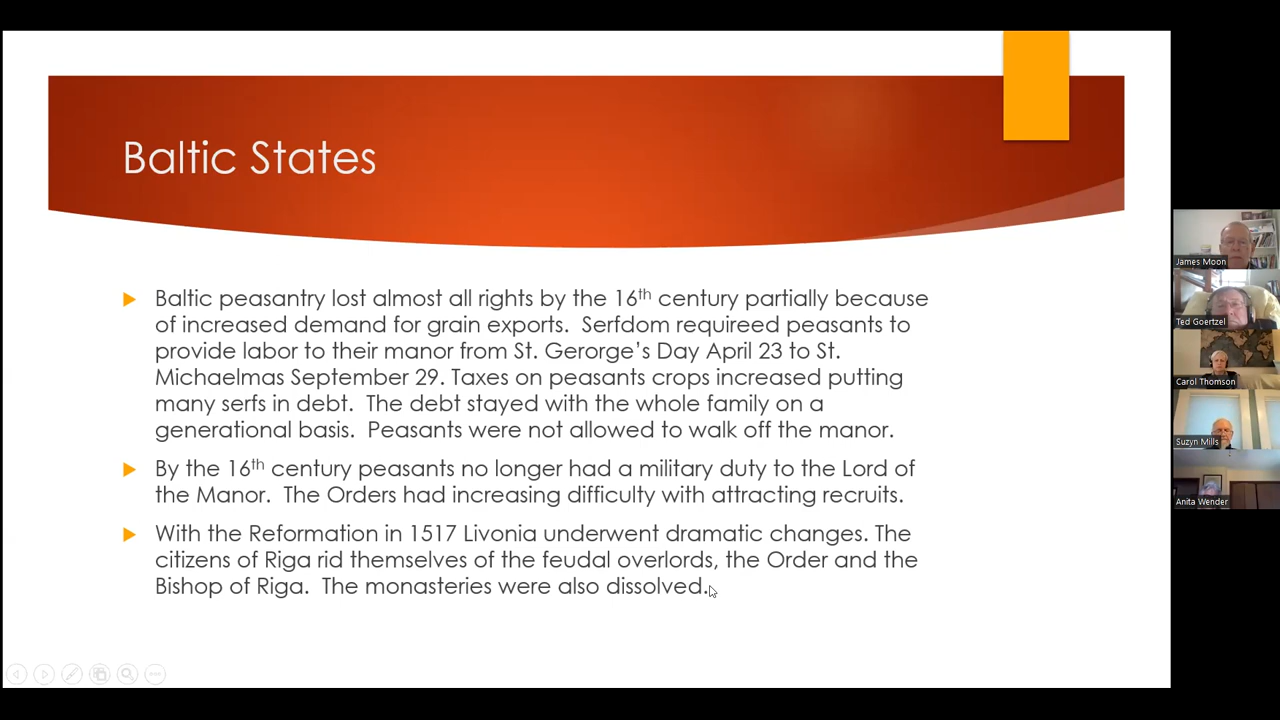 Baltic States
Baltic peasantry lost almost all rights by the 16th century partially because
of increased demand for grain exports. Serfdom requireed peasants to
provide labor to their manor from St. Gerorge's Day April 23 to St.
Michaelmas September 29. Taxes on peasants crops increased putting
many serfs in debt. The debt stayed with the whole family on a
generational basis. Peasants were not allowed to walk off the manor.
By the 16th century peasants no longer had a military duty to the Lord of
the Manor. The Orders had increasing difficulty with attracting recruits.
With the Reformation in 1517 Livonia underwent dramatic changes. The
citizens of Riga rid themselves of the feudal overlords, the Order and the
Bishop of Riga. The monasteries were also dissolved.
James Moon
Ted Goertzel
Carol Thomson
Suzyn Mills
Anita Wender